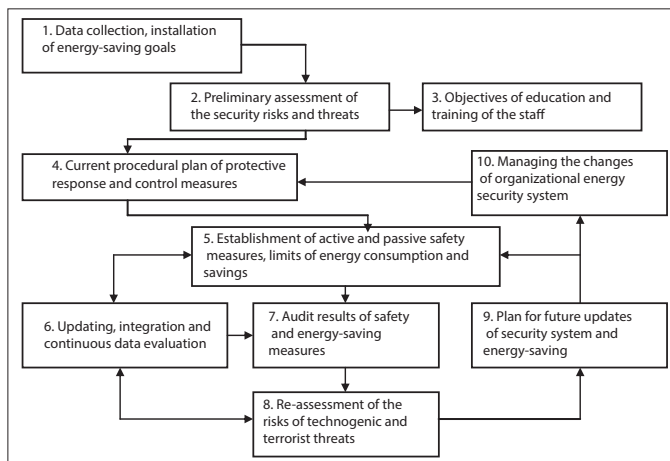 1. Data collection, installation
of energy-saving goals
2. Preliminary assessment of
the security risks and threats
3. Objectives of education and
training of the staff
4. Current procedural plan of protective
response and control measures
10. Managing the changes
of organizational energy
security system
5. Establishment of active and passive safety
measures, limits of energy consumption and
savings
6. Updating, integration and
continuous data evaluation
7. Audit results of safety
and energy-saving
measures
9. Plan for future updates
of security system and
energy-saving
8. Re-assessment of the
risks of technogenic and
terrorist threats